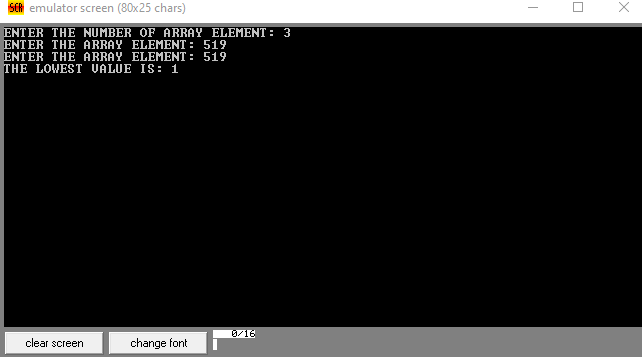 SCR emulator screen (80x25 chars)
ENTER THE NUMBER OF ARRAY ELEMENT: 3
ENTER THE ARRAY ELEMENT: 519
ENTER THE ARRAY ELEMENT: 519
THE LOWEST VALUE IS: 1
clear screen change font 0/16